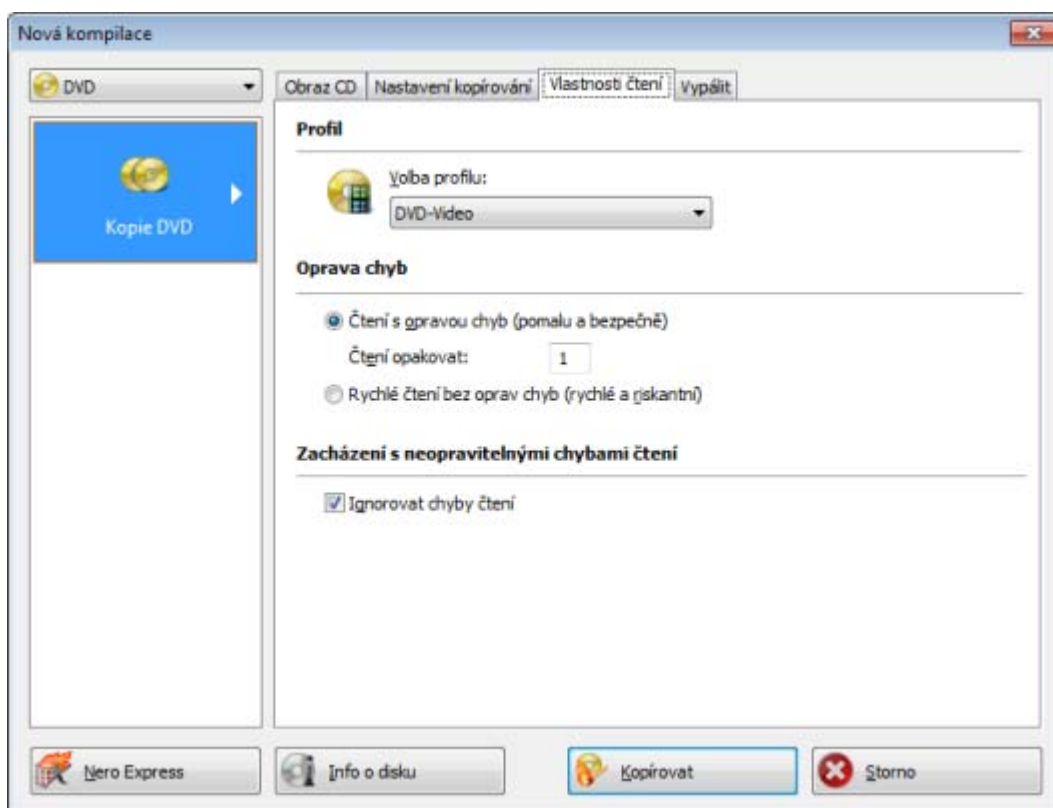 Nová kompilace
DVD
Obraz CD Nastavení kopírování Vlastnosti čtení Vypálit
Kopie DVD
Profil
Volba profilu:
DVD-Video
Oprava chyb
Čtení s opravou chyb (pomalu a bezpečně)
Čtení opakovat: 1
Rychlé čtení bez oprav chyb (rychlé a riskantní)
Zacházení s neopravitelnými chybami čtení
Ignorovat chyby čtení
Nero Express Info o disku Kopírovat Storno